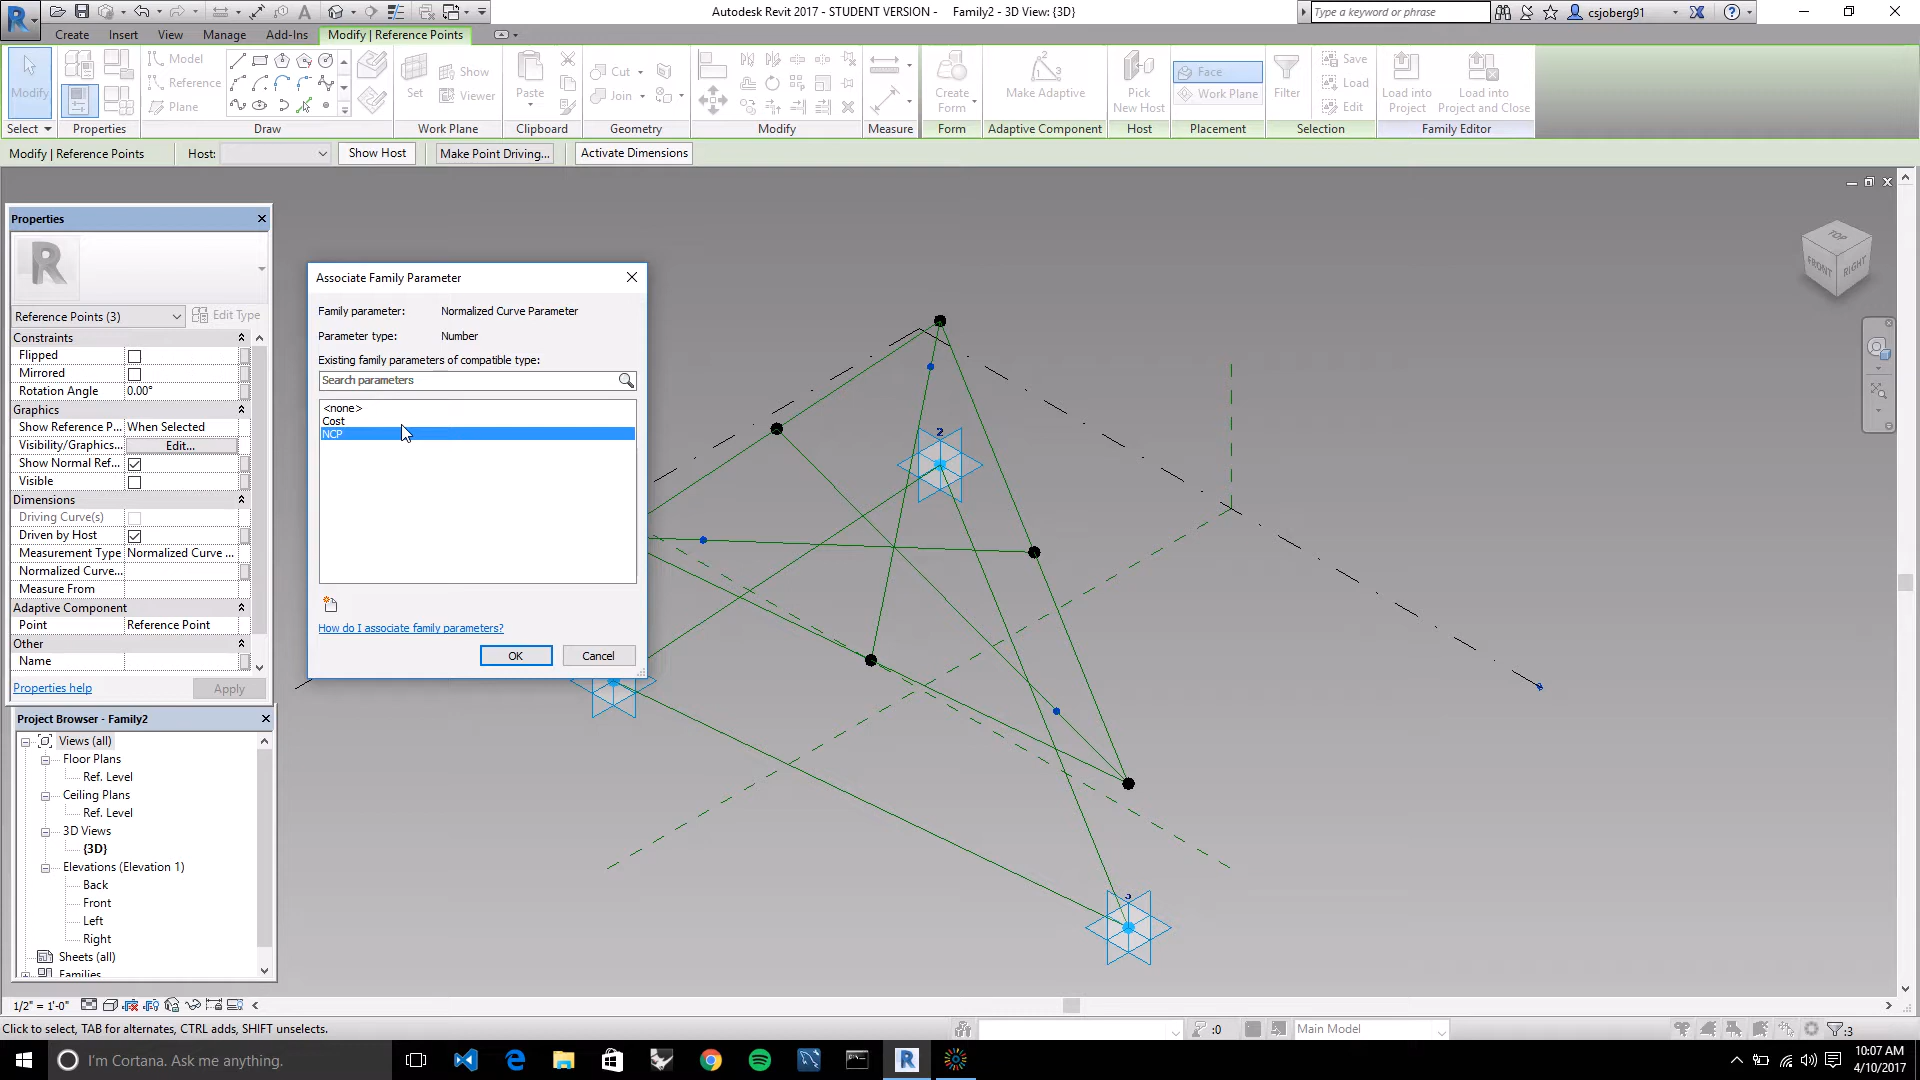 Autodesk Revit 2017 - STUDENT VERSION - Family2 - 3D View: {3D}
Type a keyword or phrase
csjoberg91
Create Insert View Manage Add-Ins Modify | Reference Points
Modify
Model
Reference
Plane
Set
Show
Viewer
Paste
Cut
Join
Create Form
Make Adaptive
Pick New Host
Face
Work Plane
Filter
Save
Load
Edit
Load into Project
Load into Project and Close
Select Properties Draw Work Plane Clipboard Geometry Modify Measure Form Adaptive Component Host Placement Selection Family Editor
Modify | Reference Points Host: Show Host Make Point Driving... Activate Dimensions
Properties
R
Reference Points (3) Edit Type
Constraints
Flipped
Mirrored
Rotation Angle 0.00°
Graphics
Show Reference P... When Selected
Visibility/Graphics... Edit...
Show Normal Ref...
Visible
Dimensions
Driving Curve(s)
Driven by Host
Measurement Type Normalized Curve ...
Normalized Curve...
Measure From
Adaptive Component
Point Reference Point
Other
Name
Properties help Apply
Associate Family Parameter
Family parameter: Normalized Curve Parameter
Parameter type: Number
Existing family parameters of compatible type:
Search parameters
<none>
Cost
NCP
How do I associate family parameters?
OK Cancel
TOP
FRONT RIGHT
2
Project Browser - Family2
Views (all)
Floor Plans
Ref. Level
Ceiling Plans
Ref. Level
3D Views
{3D}
Elevations (Elevation 1)
Back
Front
Left
Right
Sheets (all)
Families
1/2" = 1'-0"
Click to select, TAB for alternates, CTRL adds, SHIFT unselects.
:0
Main Model
:3
I'm Cortana. Ask me anything.
10:07 AM
4/10/2017